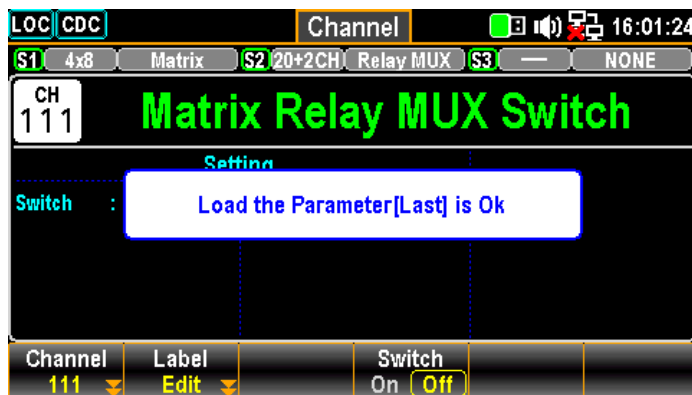 LOC CDC Channel 16:01:24
S1 4x8 Matrix S2 20+2CH Relay MUX S3 — NONE
CH
111
Matrix Relay MUX Switch
Setting
Switch :
Load the Parameter[Last] is Ok
Channel Label Switch
111 Edit On Off